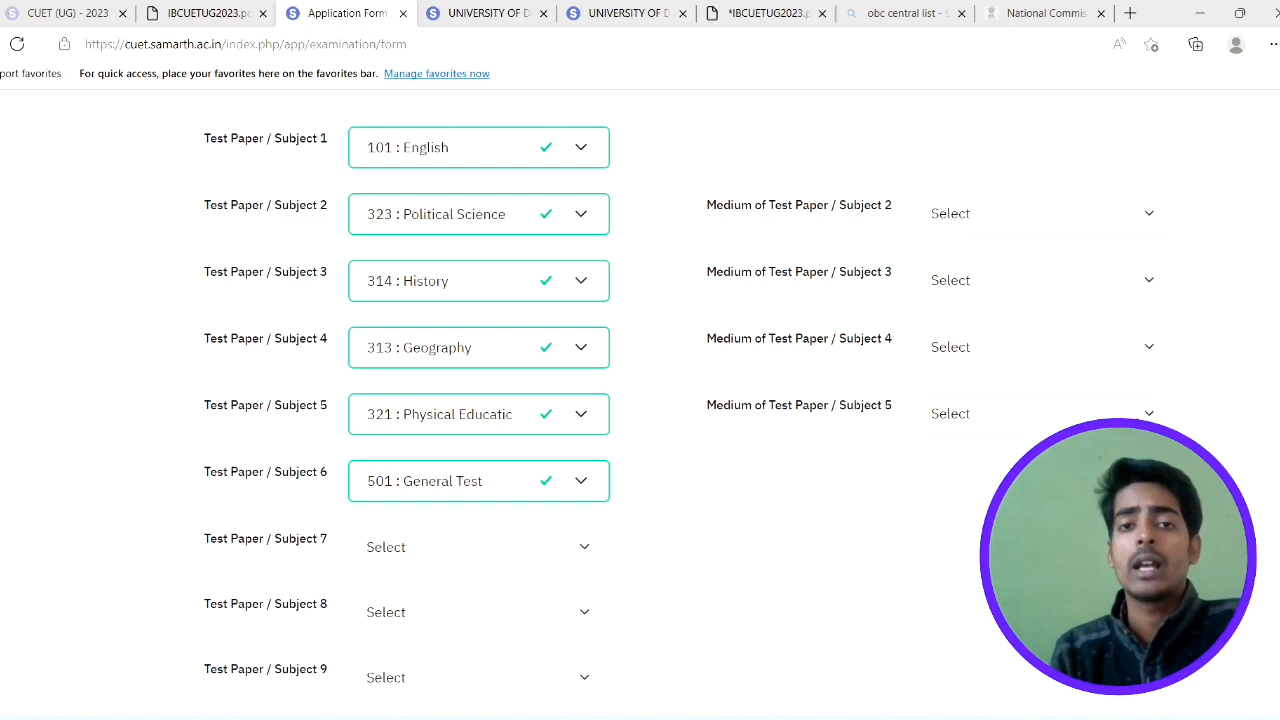 CUET (UG) - 2023
IBCUETUG2023.p
Application Form
UNIVERSITY OF D
UNIVERSITY OF D
*IBCUETUG2023.p
obc central list - S
National Commis
https://cuet.samarth.ac.in/index.php/app/examination/form
port favorites
For quick access, place your favorites here on the favorites bar. Manage favorites now
Test Paper / Subject 1
101 : English
Test Paper / Subject 2
323 : Political Science
Medium of Test Paper / Subject 2
Select
Test Paper / Subject 3
314 : History
Medium of Test Paper / Subject 3
Select
Test Paper / Subject 4
313 : Geography
Medium of Test Paper / Subject 4
Select
Test Paper / Subject 5
321 : Physical Educatic
Medium of Test Paper / Subject 5
Select
Test Paper / Subject 6
501 : General Test
Test Paper / Subject 7
Select
Test Paper / Subject 8
Select
Test Paper / Subject 9
Select